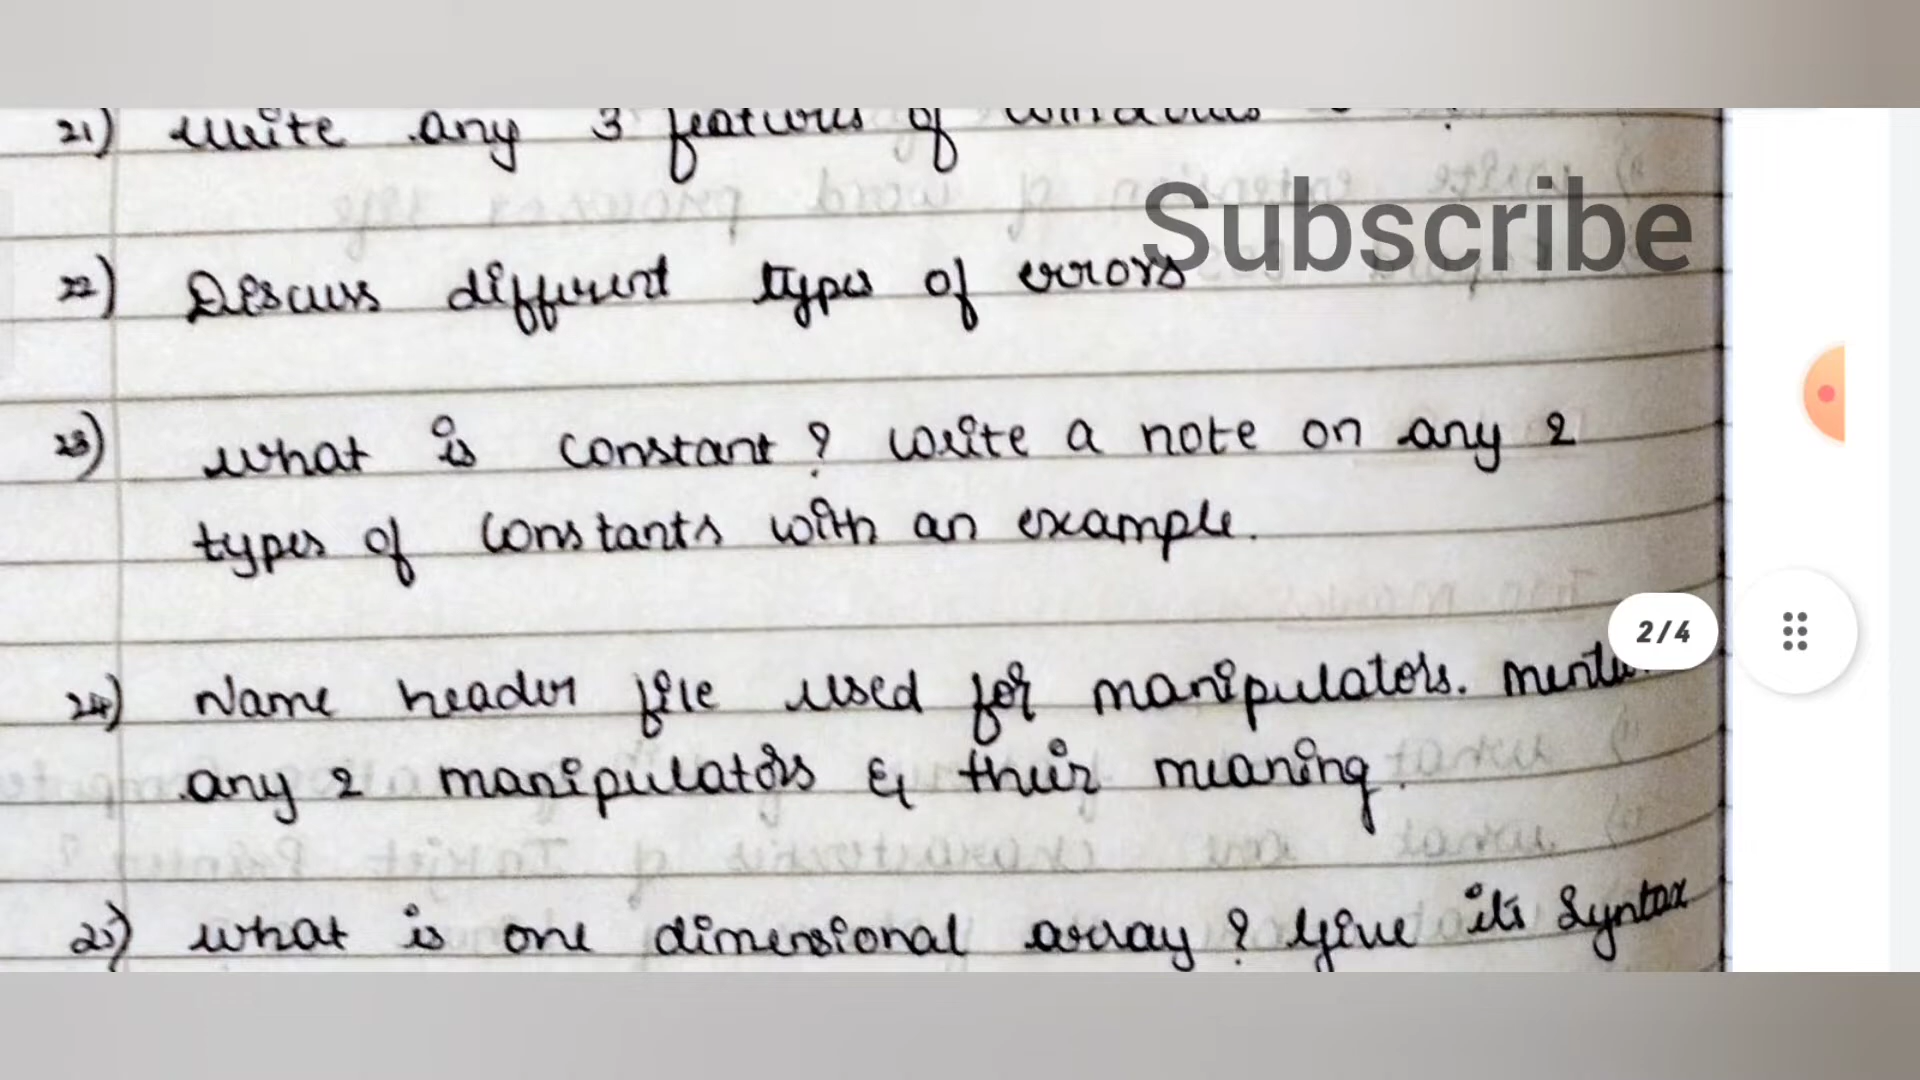 21) Write any 3 features of windows
Subscribe
22) Discuss different types of errors
23) What is constant? Write a note on any 2
types of constants with an example.
2/4
24) Name header file used for manipulators.
any 2 manipulators & their meaning.
25) What is one dimensional array? Give its Syntax